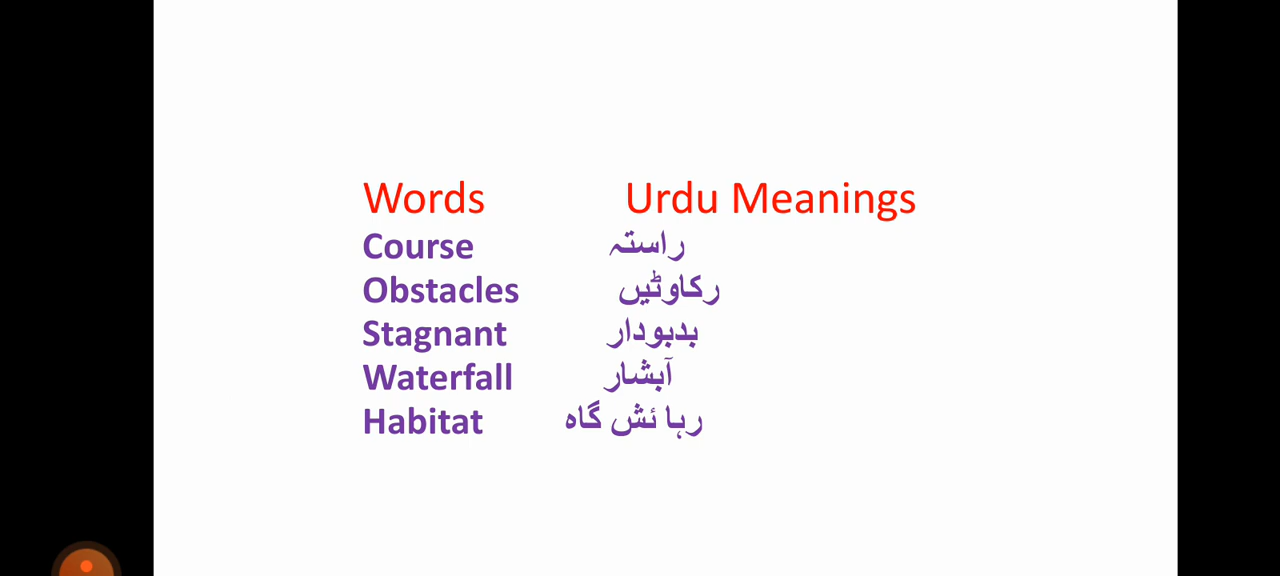 Words Urdu Meanings
Course راستہ
Obstacles رکاوٹیں
Stagnant بدبودار
Waterfall آبشار
Habitat رہا ئش گاہ